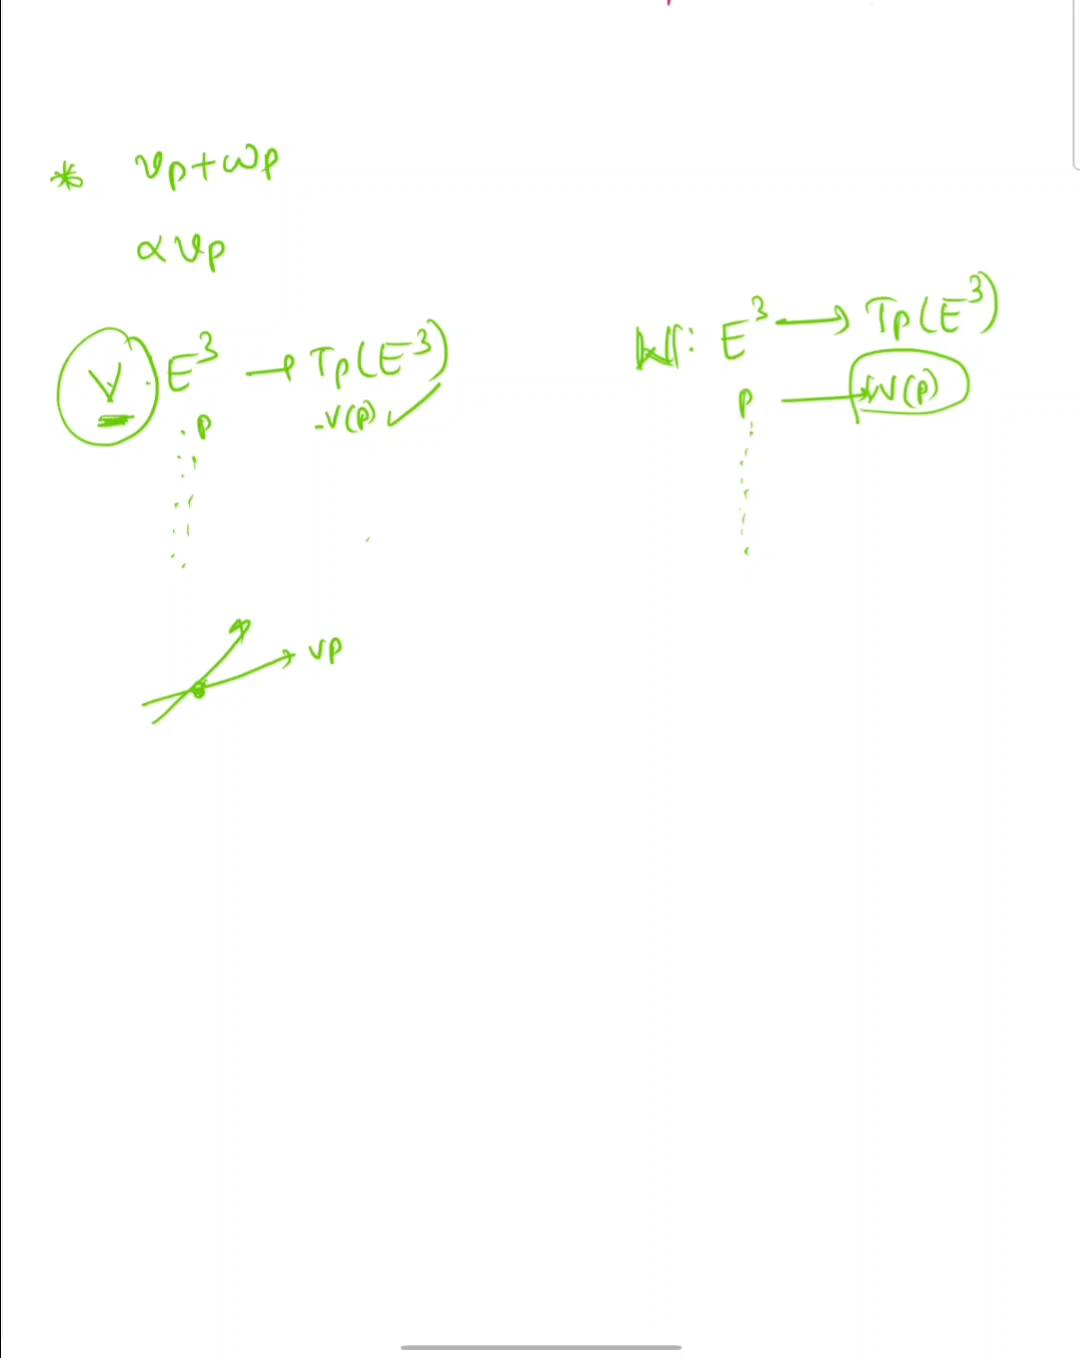 * vp+wp
αvp
V: E³ → Tp(E³)
p V(p) ✓
W: E³ → Tp(E³)
p → W(p)
vp